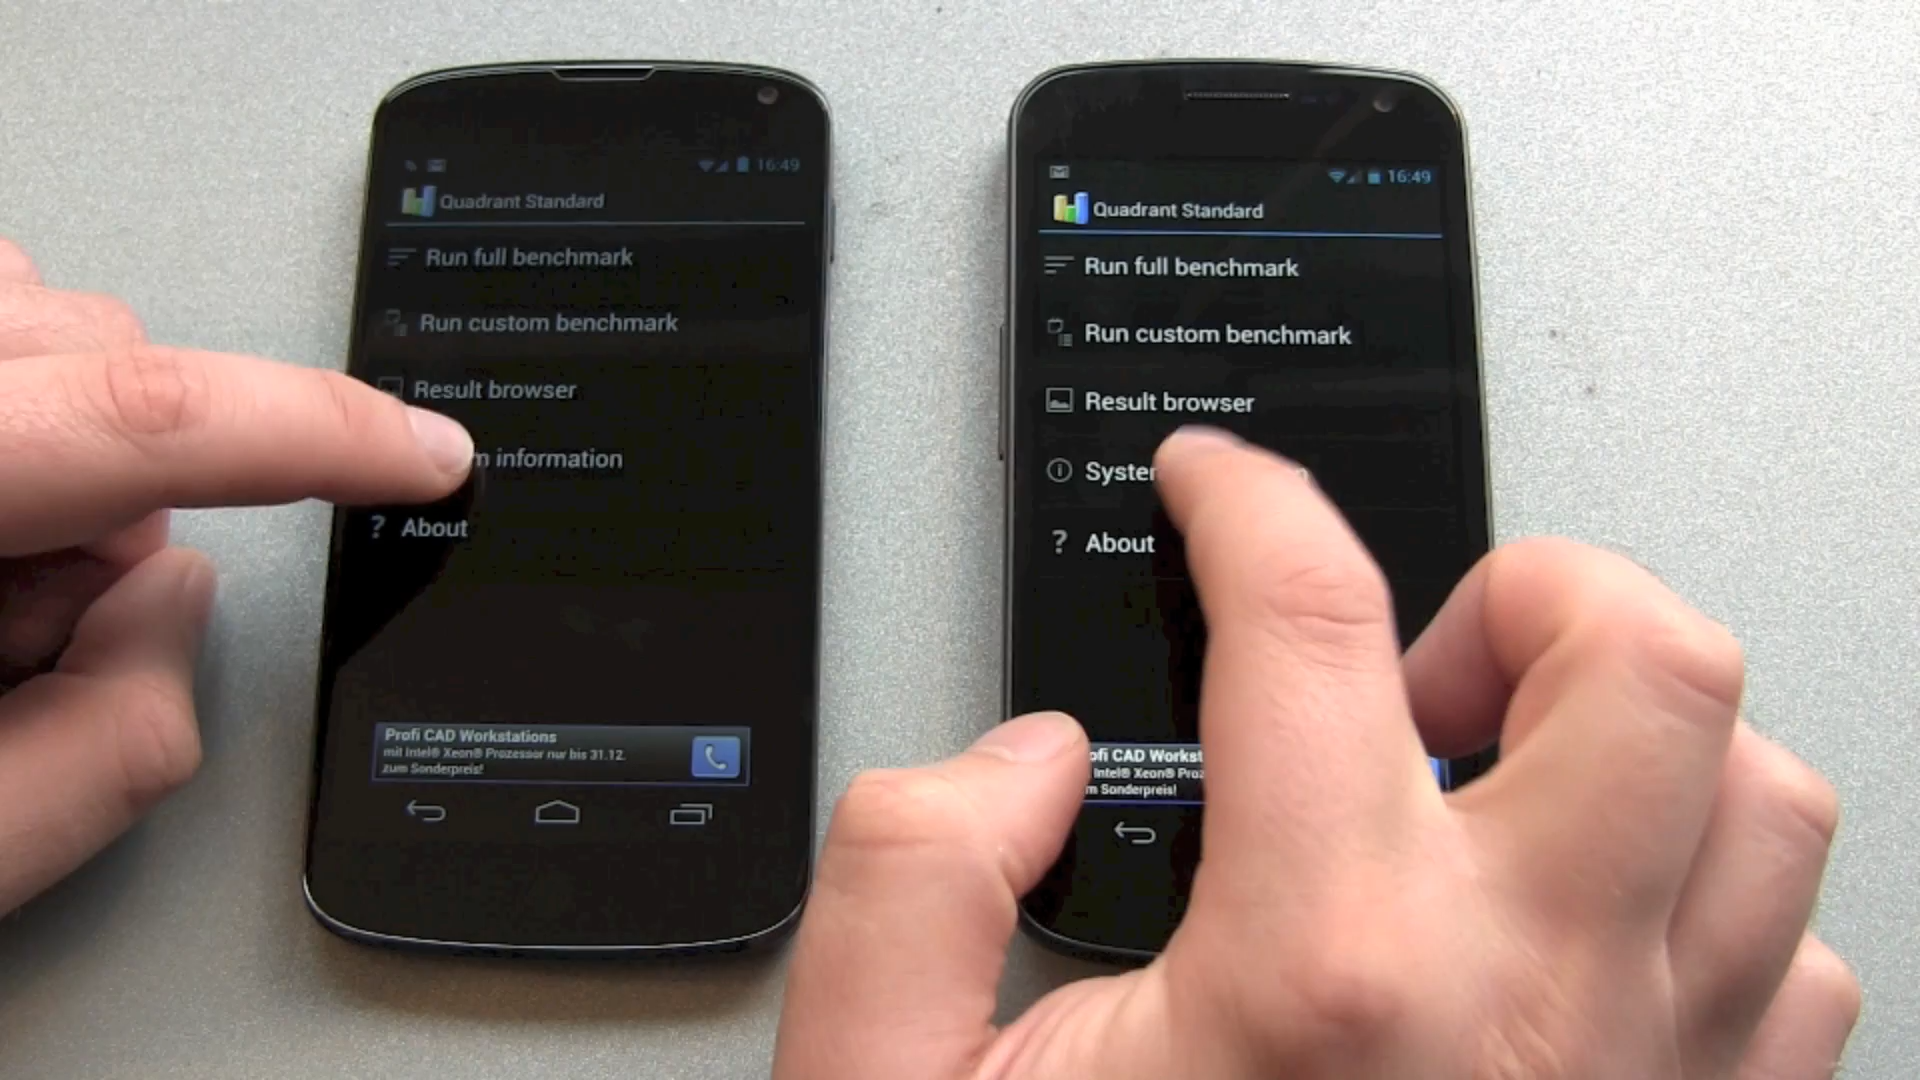 16:49
Quadrant Standard
Run full benchmark
Run custom benchmark
Result browser
information
? About
Profi CAD Workstations
mit Intel® Xeon® Prozessor nur bis 31.12.
zum Sonderpreis!
16:49
Quadrant Standard
Run full benchmark
Run custom benchmark
Result browser
? About
CAD
Intel® Xeon®
Sonderpreis!